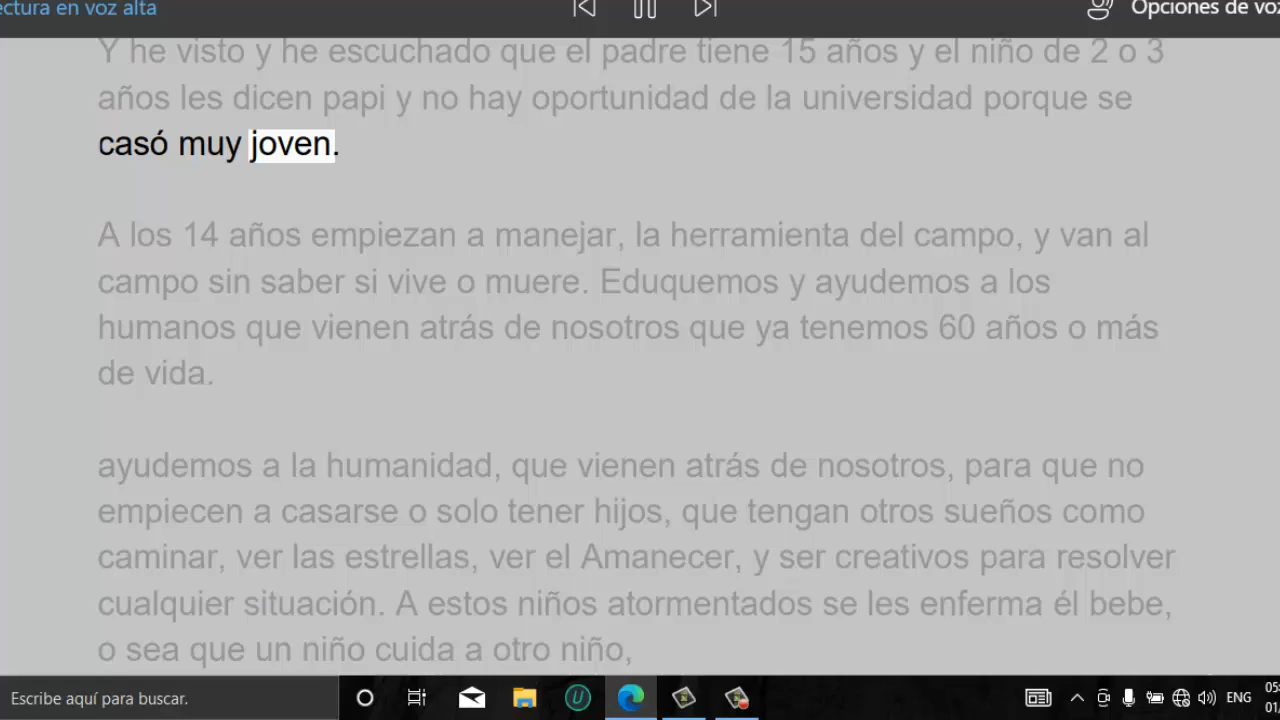 ectura en voz alta
Opciones de voz
Y he visto y he escuchado que el padre tiene 15 años y el niño de 2 o 3
años les dicen papi y no hay oportunidad de la universidad porque se
casó muy joven.
A los 14 años empiezan a manejar, la herramienta del campo, y van al
campo sin saber si vive o muere. Eduquemos y ayudemos a los
humanos que vienen atrás de nosotros que ya tenemos 60 años o más
de vida.
ayudemos a la humanidad, que vienen atrás de nosotros, para que no
empiecen a casarse o solo tener hijos, que tengan otros sueños como
caminar, ver las estrellas, ver el Amanecer, y ser creativos para resolver
cualquier situación. A estos niños atormentados se les enferma él bebe,
o sea que un niño cuida a otro niño,
Escribe aquí para buscar.
ENG
05:
01/